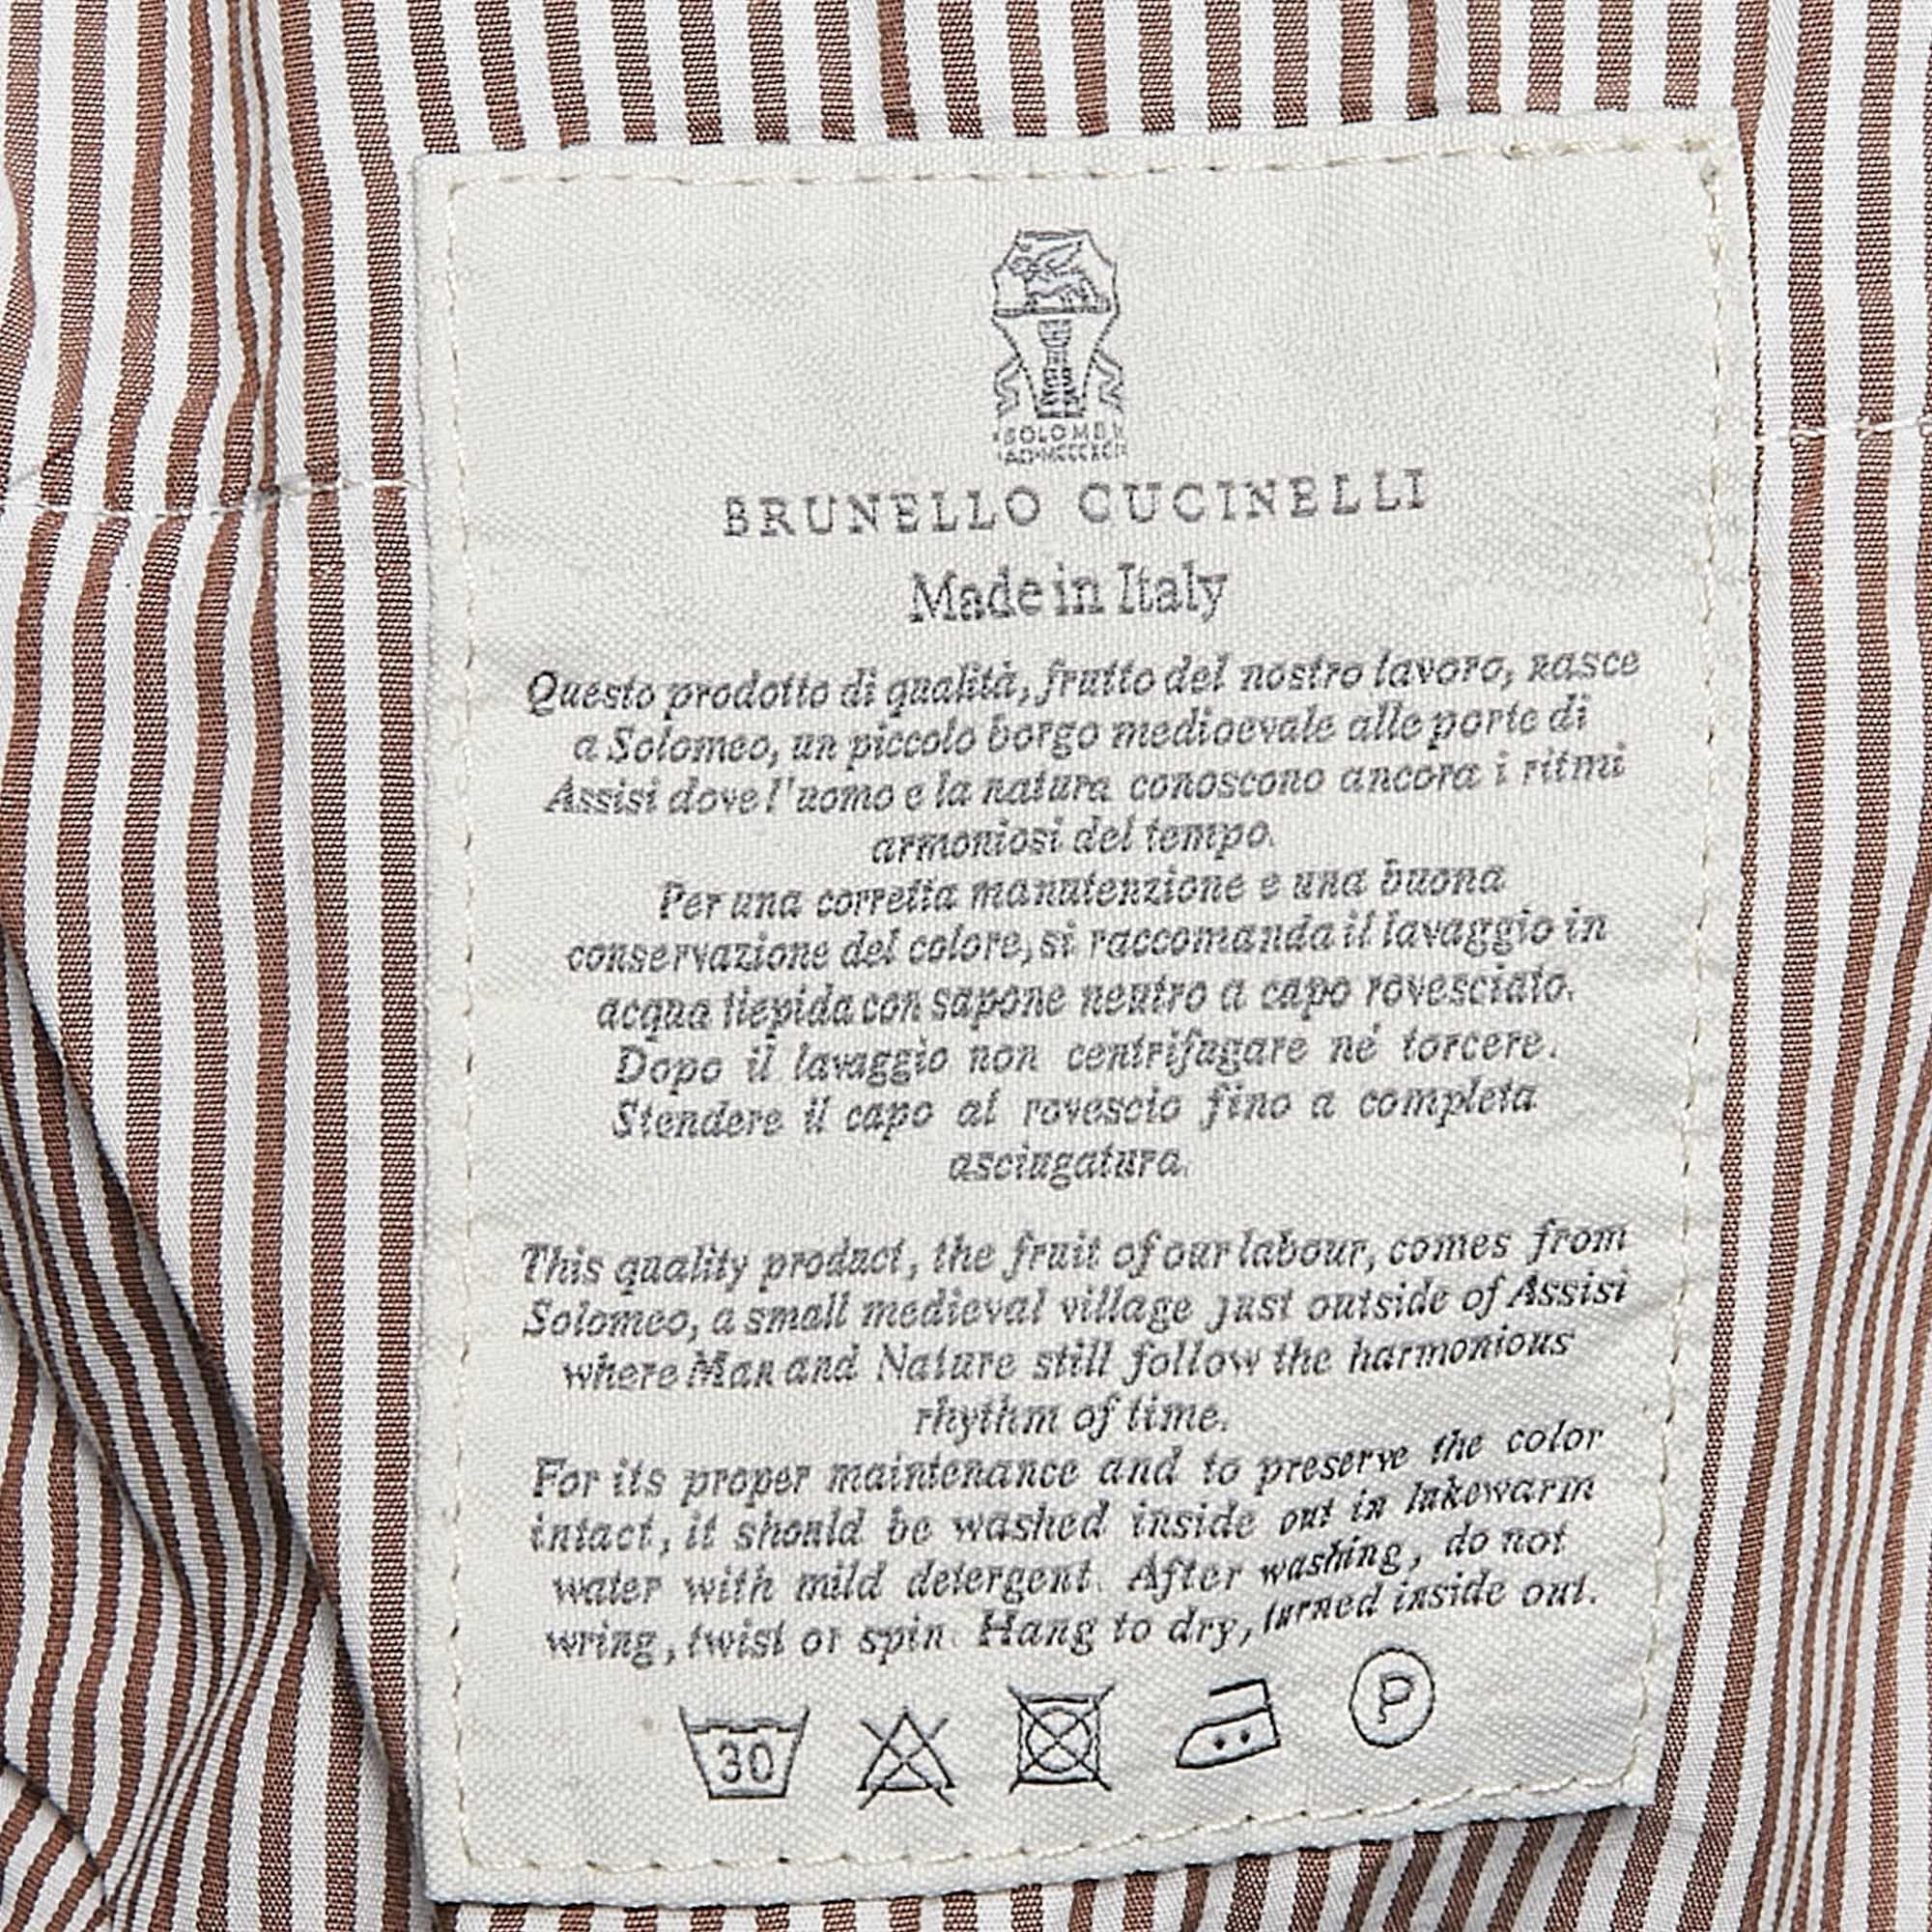 SOLOMEI
AD·MCCCXCI
BRUNELLO CUCINELLI
Made in Italy
Questo prodotto di qualità, frutto del nostro lavoro, nasce
a Solomeo, un piccolo borgo medioevale alle porte di
Assisi dove l'uomo e la natura conoscono ancora i ritmi
armoniosi del tempo.
Per una corretta manutenzione e una buona
conservazione del colore, si raccomanda il lavaggio in
acqua tiepida con sapone neutro a capo rovesciato.
Dopo il lavaggio non centrifugare né torcere.
Stendere il capo al rovescio fino a completa
asciugatura.
This quality product, the fruit of our labour, comes from
Solomeo, a small medieval village just outside of Assisi
where Man and Nature still follow the harmonious
rhythm of time.
For its proper maintenance and to preserve the color
intact, it should be washed inside out in lukewarm
water with mild detergent. After washing, do not
wring, twist or spin. Hang to dry, turned inside out.
30 P